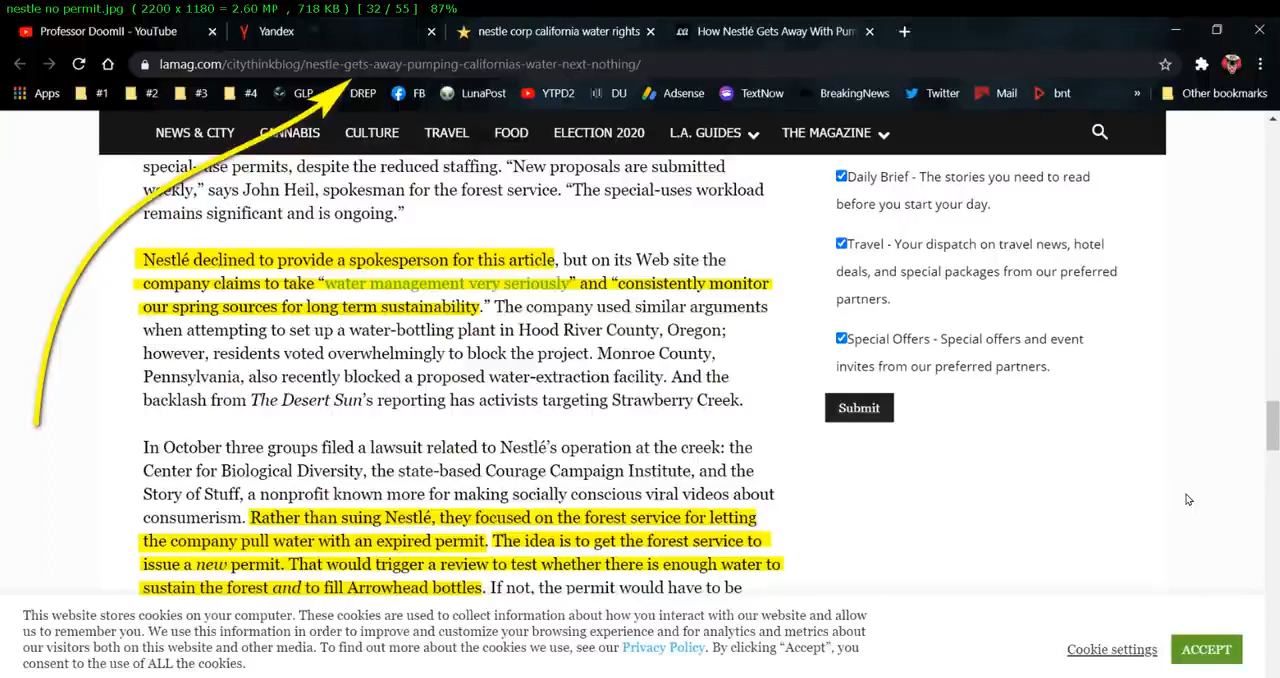 nestle no permit.jpg ( 2200 x 1180 = 2.60 MP , 718 KB ) [ 32 / 55 ] 87%
Professor DoomII - YouTube
Yandex
nestle corp california water rights
How Nestlé Gets Away With Pum
lamag.com/citythinkblog/nestle-gets-away-pumping-californias-water-next-nothing/
Apps #1 #2 #3 #4 GLP DREP FB LunaPost YTPD2 DU Adsense TextNow BreakingNews Twitter Mail bnt » Other bookmarks
NEWS & CITY CANNABIS CULTURE TRAVEL FOOD ELECTION 2020 L.A. GUIDES THE MAGAZINE
special-use permits, despite the reduced staffing. “New proposals are submitted
weekly,” says John Heil, spokesman for the forest service. “The special-uses workload
remains significant and is ongoing.”
Nestlé declined to provide a spokesperson for this article, but on its Web site the
company claims to take “water management very seriously” and “consistently monitor
our spring sources for long term sustainability.” The company used similar arguments
when attempting to set up a water-bottling plant in Hood River County, Oregon;
however, residents voted overwhelmingly to block the project. Monroe County,
Pennsylvania, also recently blocked a proposed water-extraction facility. And the
backlash from The Desert Sun’s reporting has activists targeting Strawberry Creek.
In October three groups filed a lawsuit related to Nestlé’s operation at the creek: the
Center for Biological Diversity, the state-based Courage Campaign Institute, and the
Story of Stuff, a nonprofit known more for making socially conscious viral videos about
consumerism. Rather than suing Nestlé, they focused on the forest service for letting
the company pull water with an expired permit. The idea is to get the forest service to
issue a new permit. That would trigger a review to test whether there is enough water to
sustain the forest and to fill Arrowhead bottles. If not, the permit would have to be
Daily Brief - The stories you need to read
before you start your day.
Travel - Your dispatch on travel news, hotel
deals, and special packages from our preferred
partners.
Special Offers - Special offers and event
invites from our preferred partners.
Submit
This website stores cookies on your computer. These cookies are used to collect information about how you interact with our website and allow
us to remember you. We use this information in order to improve and customize your browsing experience and for analytics and metrics about
our visitors both on this website and other media. To find out more about the cookies we use, see our Privacy Policy. By clicking “Accept”, you
consent to the use of ALL the cookies.
Cookie settings
ACCEPT